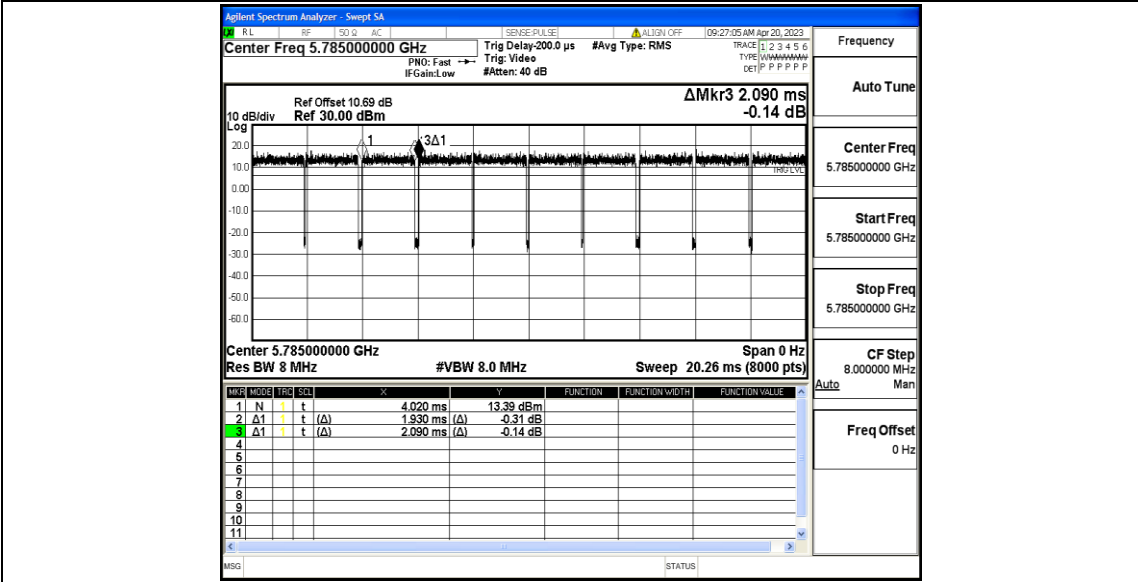 Agilent Spectrum Analyzer - Swept SA
RL RF 50 Ω AC SENSE:PULSE ALIGN OFF 09:27:05 AM Apr 20, 2023
Center Freq 5.785000000 GHz
PNO: Fast
IFGain:Low
Trig Delay-200.0 µs
Trig: Video
#Atten: 40 dB
#Avg Type: RMS
TRACE 1 2 3 4 5 6
TYPE WWWWWW
DET P P P P P P
ΔMkr3 2.090 ms
-0.14 dB
Ref Offset 10.69 dB
10 dB/div Ref 30.00 dBm
Log
1
3Δ1
20.0
10.0
TRIG LVL
0.00
-10.0
-20.0
-30.0
-40.0
-50.0
-60.0
Center 5.785000000 GHz Span 0 Hz
Res BW 8 MHz #VBW 8.0 MHz Sweep 20.26 ms (8000 pts)
MKR MODE TRC SCL X Y FUNCTION FUNCTION WIDTH FUNCTION VALUE
1 N t 4.020 ms 13.39 dBm
2 Δ1 t (Δ) 1.930 ms (Δ) -0.31 dB
3 Δ1 t (Δ) 2.090 ms (Δ) -0.14 dB
4
5
6
7
8
9
10
11
MSG STATUS
Frequency
Auto Tune
Center Freq
5.785000000 GHz
Start Freq
5.785000000 GHz
Stop Freq
5.785000000 GHz
CF Step
8.000000 MHz
Auto Man
Freq Offset
0 Hz